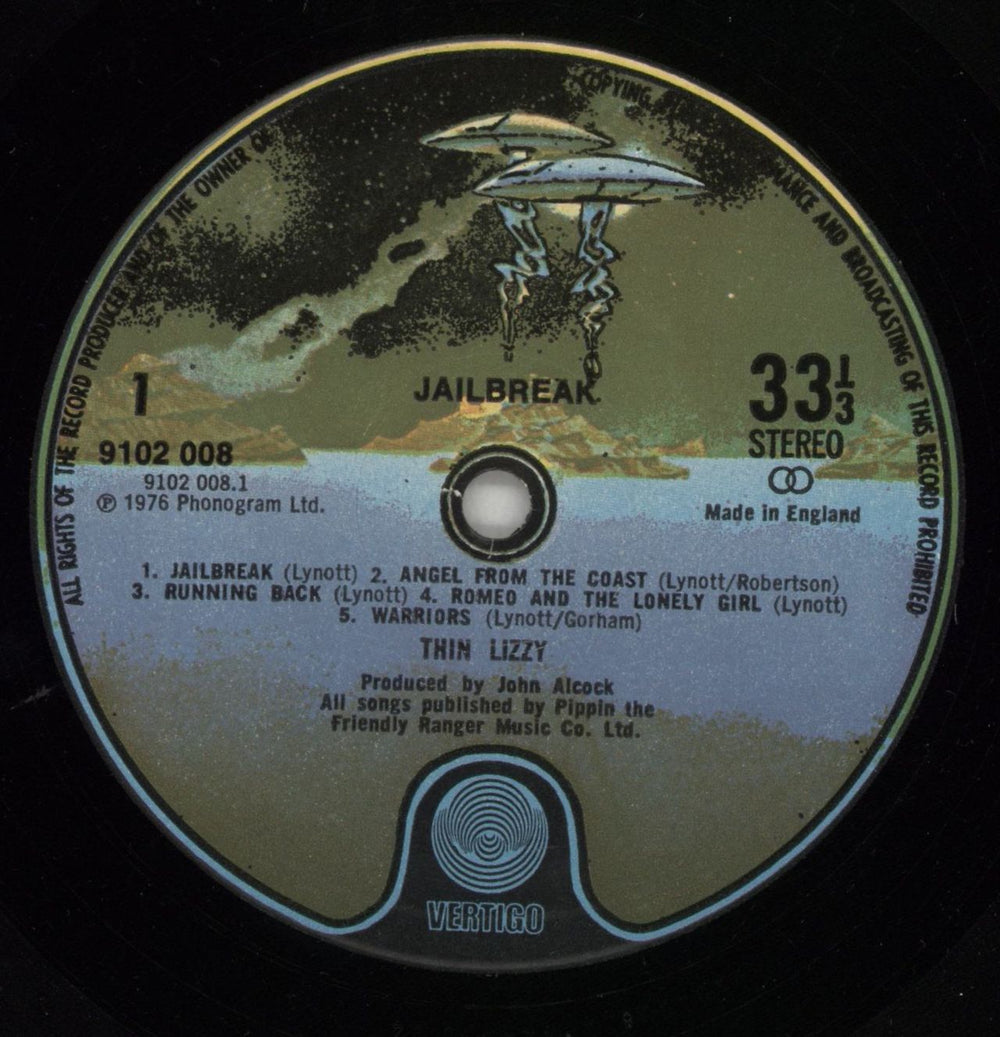 ALL RIGHTS OF THE RECORD PRODUCER AND OF THE OWNER OF
COPYING
MANCE AND BROADCASTING OF THIS RECORD PROHIBITED
JAILBREAK
1
33⅓
STEREO
9102 008
9102 008.1
℗ 1976 Phonogram Ltd.
Made in England
1. JAILBREAK (Lynott) 2. ANGEL FROM THE COAST (Lynott/Robertson)
3. RUNNING BACK (Lynott) 4. ROMEO AND THE LONELY GIRL (Lynott)
5. WARRIORS (Lynott/Gorham)
THIN LIZZY
Produced by John Alcock
All songs published by Pippin the
Friendly Ranger Music Co. Ltd.
VERTIGO